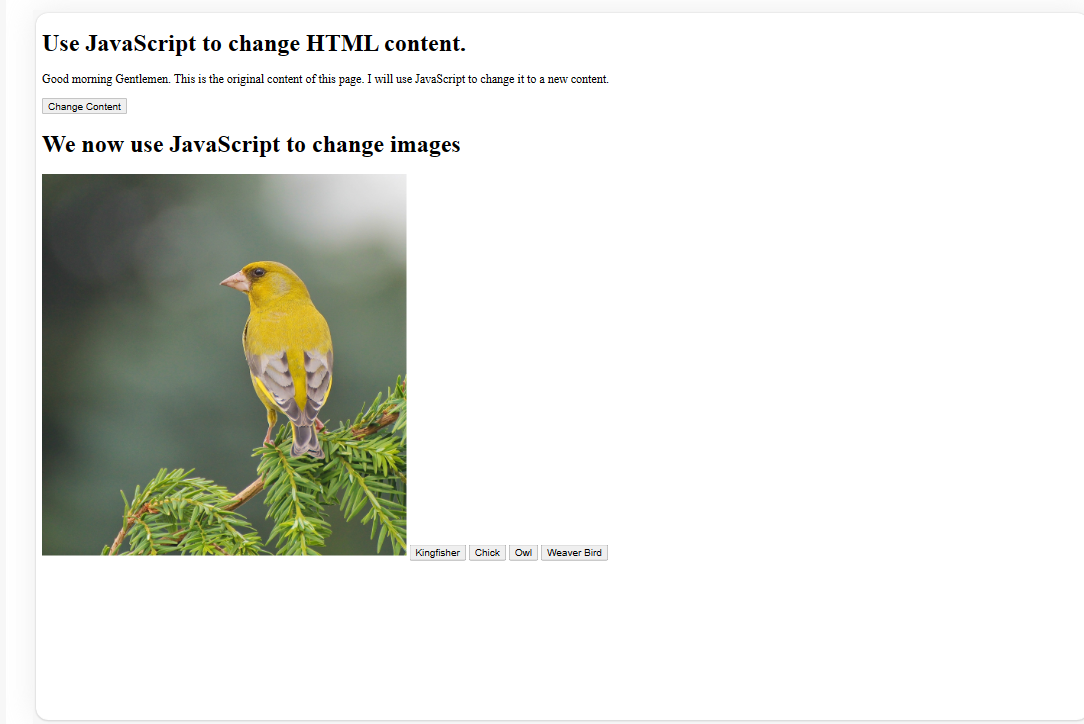 Use JavaScript to change HTML content.
Good morning Gentlemen. This is the original content of this page. I will use JavaScript to change it to a new content.
Change Content
We now use JavaScript to change images
Kingfisher Chick Owl Weaver Bird